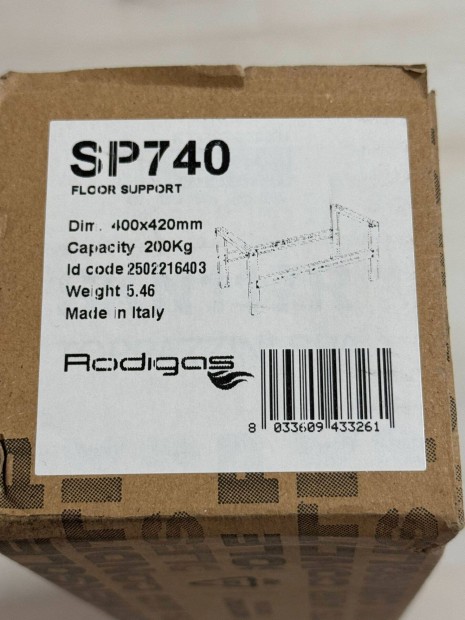 SP740
FLOOR SUPPORT
Dim. 400x420mm
Capacity 200Kg
Id code 2502216403
Weight 5.46
Made in Italy
Rodigas
8 033609 433261